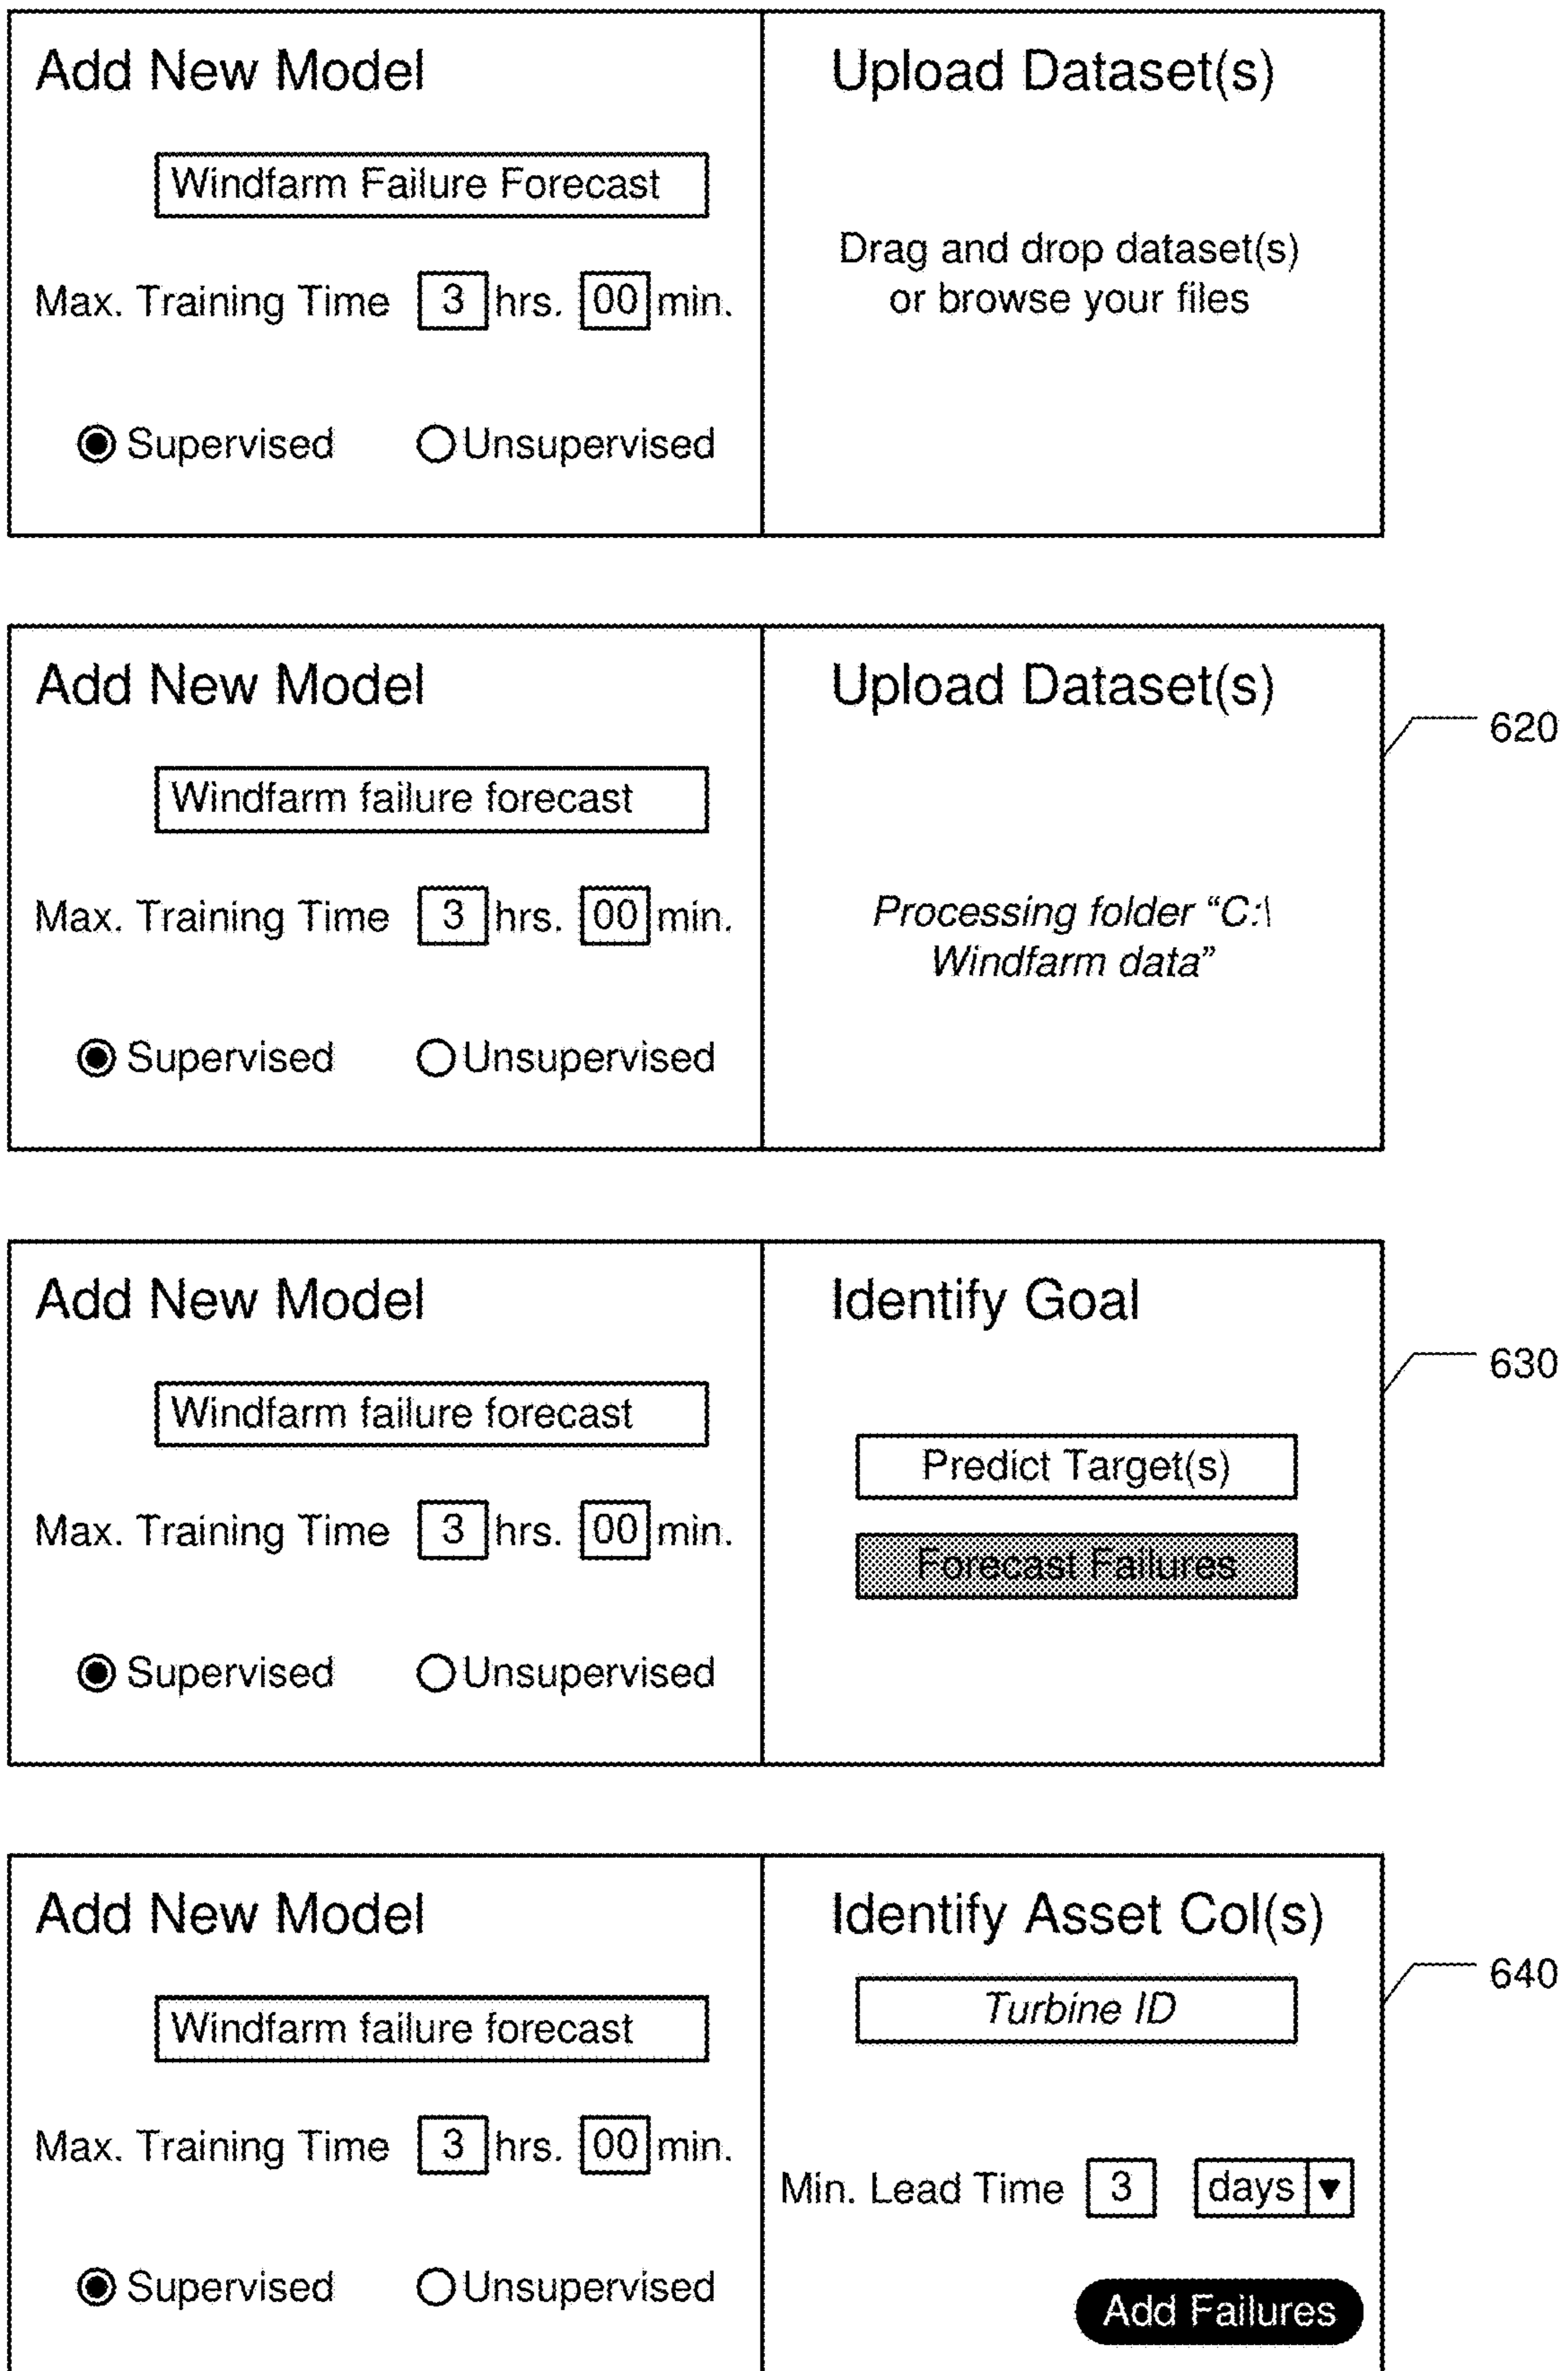 Add New Model
Windfarm Failure Forecast
Max. Training Time 3 hrs. 00 min.
Supervised Unsupervised
Upload Dataset(s)
Drag and drop dataset(s)
or browse your files
Add New Model
Windfarm failure forecast
Max. Training Time 3 hrs. 00 min.
Supervised Unsupervised
Upload Dataset(s)
Processing folder “C:\
Windfarm data”
620
Add New Model
Windfarm failure forecast
Max. Training Time 3 hrs. 00 min.
Supervised Unsupervised
Identify Goal
Predict Target(s)
Forecast Failures
630
Add New Model
Windfarm failure forecast
Max. Training Time 3 hrs. 00 min.
Supervised Unsupervised
Identify Asset Col(s)
Turbine ID
Min. Lead Time 3 days
Add Failures
640